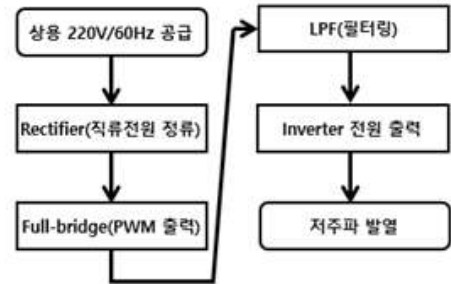 상용 220V/60Hz 공급
Rectifier(직류전원 정류)
Full-bridge(PWM 출력)
LPF(필터링)
Inverter 전원 출력
저주파 발열